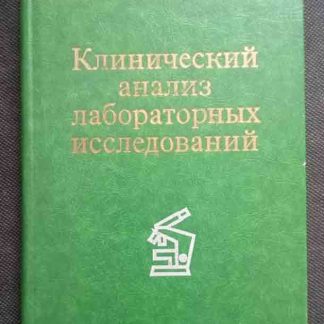 Клинический
анализ
лабораторных
исследований